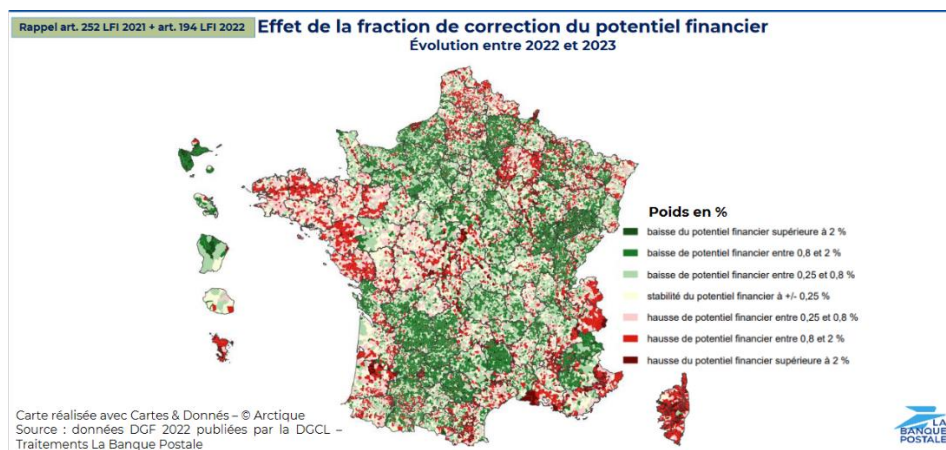 Rappel art. 252 LFI 2021 + art. 194 LFI 2022
Effet de la fraction de correction du potentiel financier
Évolution entre 2022 et 2023
Poids en %
baisse du potentiel financier supérieure à 2 %
baisse de potentiel financier entre 0,8 et 2 %
baisse de potentiel financier entre 0,25 et 0,8 %
stabilité du potentiel financier à +/- 0,25 %
hausse de potentiel financier entre 0,25 et 0,8 %
hausse de potentiel financier entre 0,8 et 2 %
hausse du potentiel financier supérieure à 2 %
Carte réalisée avec Cartes & Donnés – © Arctique
Source : données DGF 2022 publiées par la DGCL –
Traitements La Banque Postale
LA
BANQUE
POSTALE